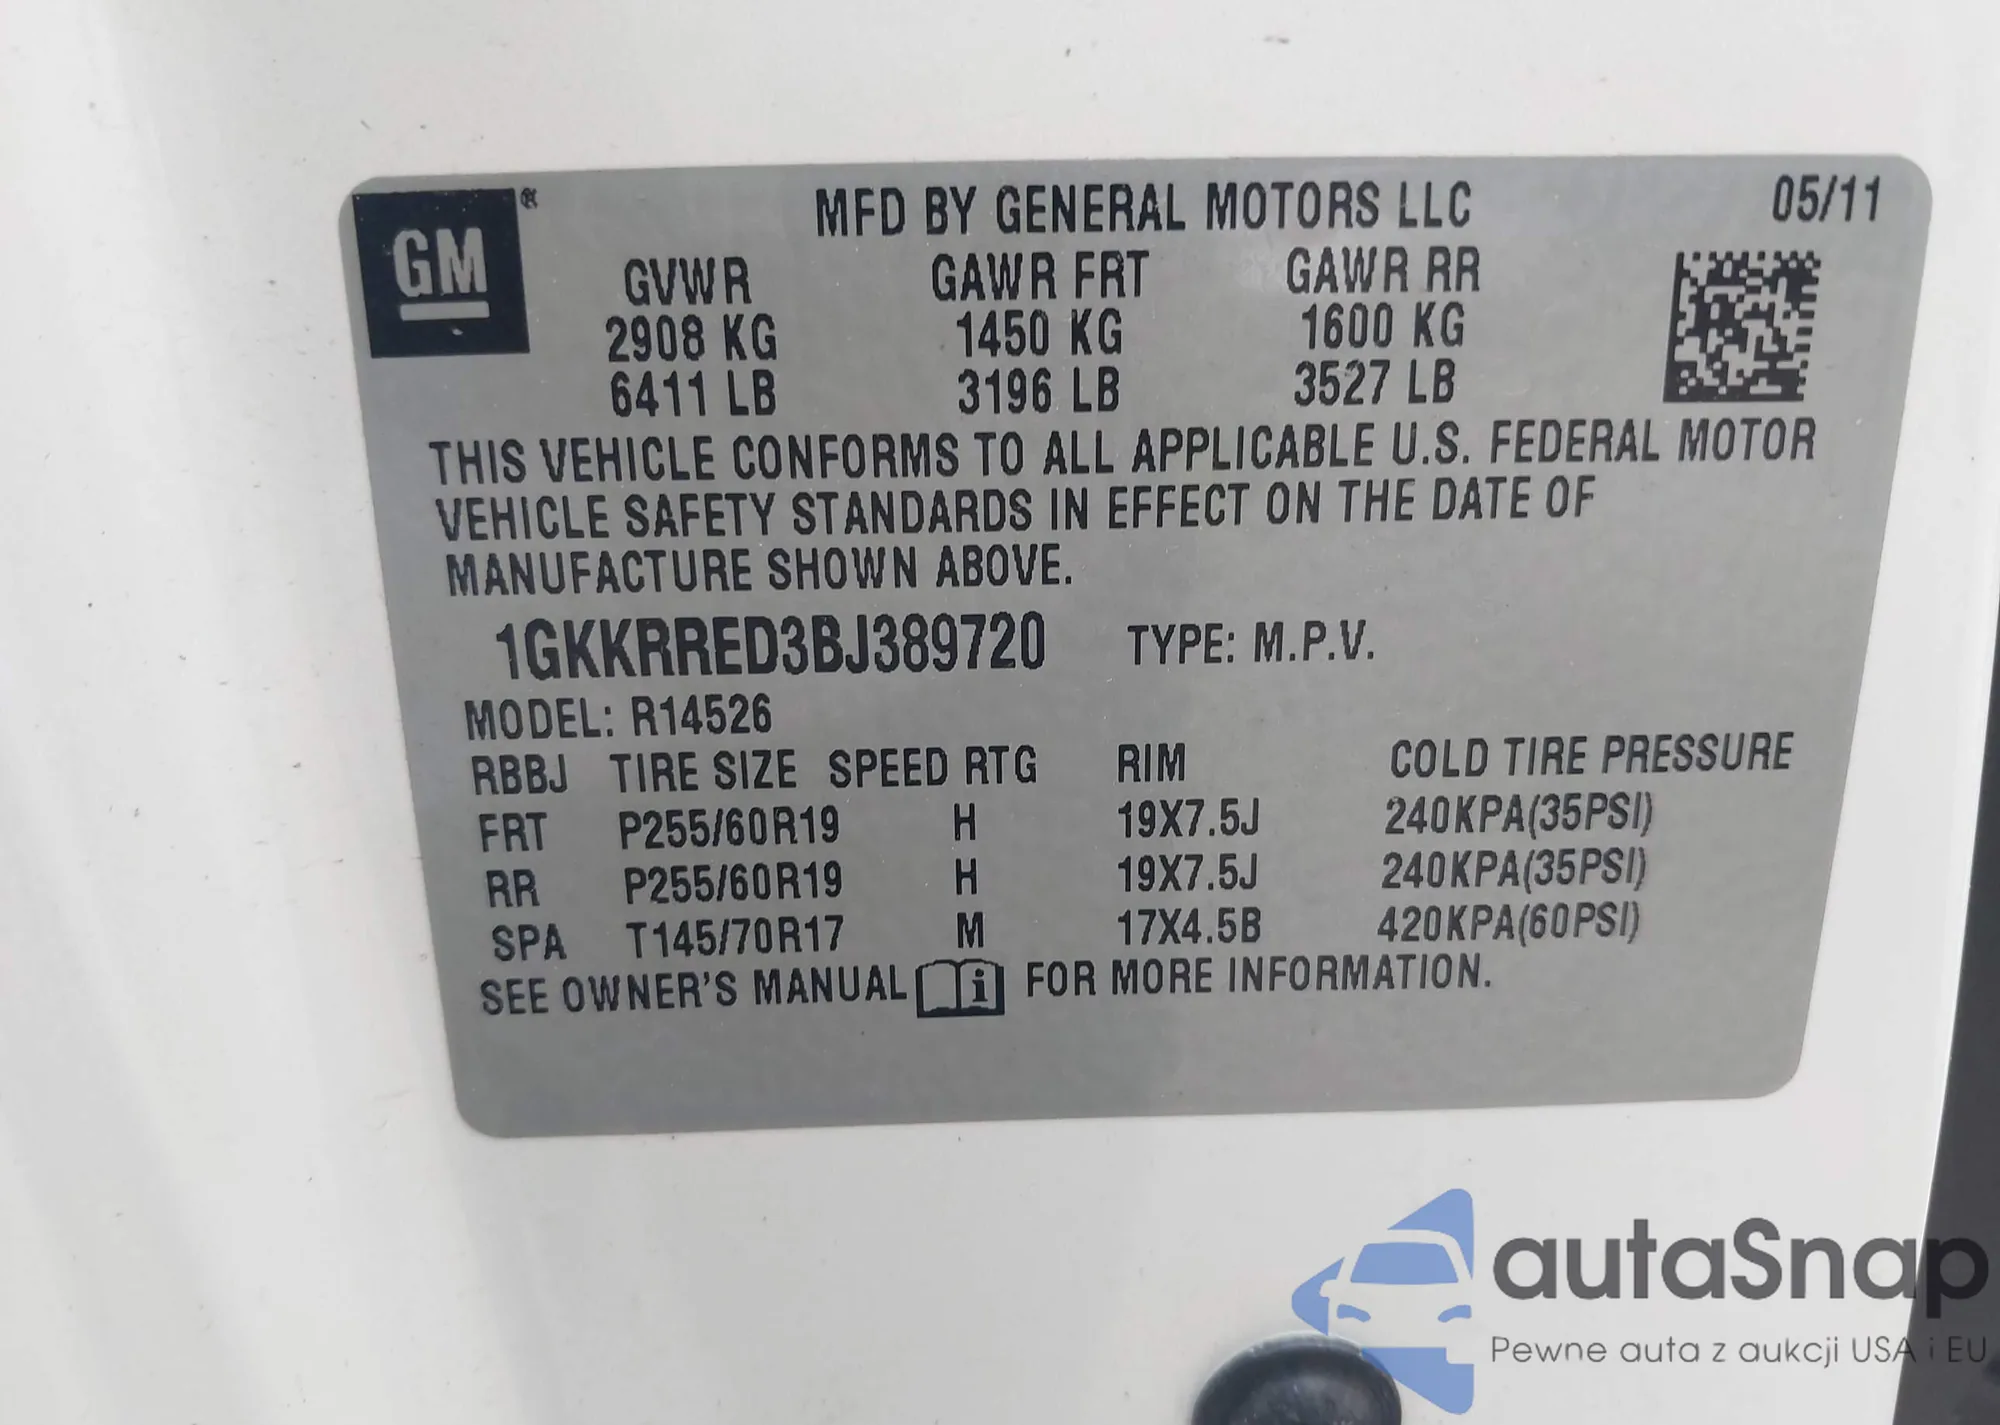 GM®
MFD BY GENERAL MOTORS LLC 05/11
GVWR GAWR FRT GAWR RR
2908 KG 1450 KG 1600 KG
6411 LB 3196 LB 3527 LB
THIS VEHICLE CONFORMS TO ALL APPLICABLE U.S. FEDERAL MOTOR
VEHICLE SAFETY STANDARDS IN EFFECT ON THE DATE OF
MANUFACTURE SHOWN ABOVE.
1GKKRRED3BJ389720 TYPE: M.P.V.
MODEL: R14526
RBBJ TIRE SIZE SPEED RTG RIM COLD TIRE PRESSURE
FRT P255/60R19 H 19X7.5J 240KPA(35PSI)
RR P255/60R19 H 19X7.5J 240KPA(35PSI)
SPA T145/70R17 M 17X4.5B 420KPA(60PSI)
SEE OWNER'S MANUAL i FOR MORE INFORMATION.
autaSnap
Pewne auta z aukcji USA i EU